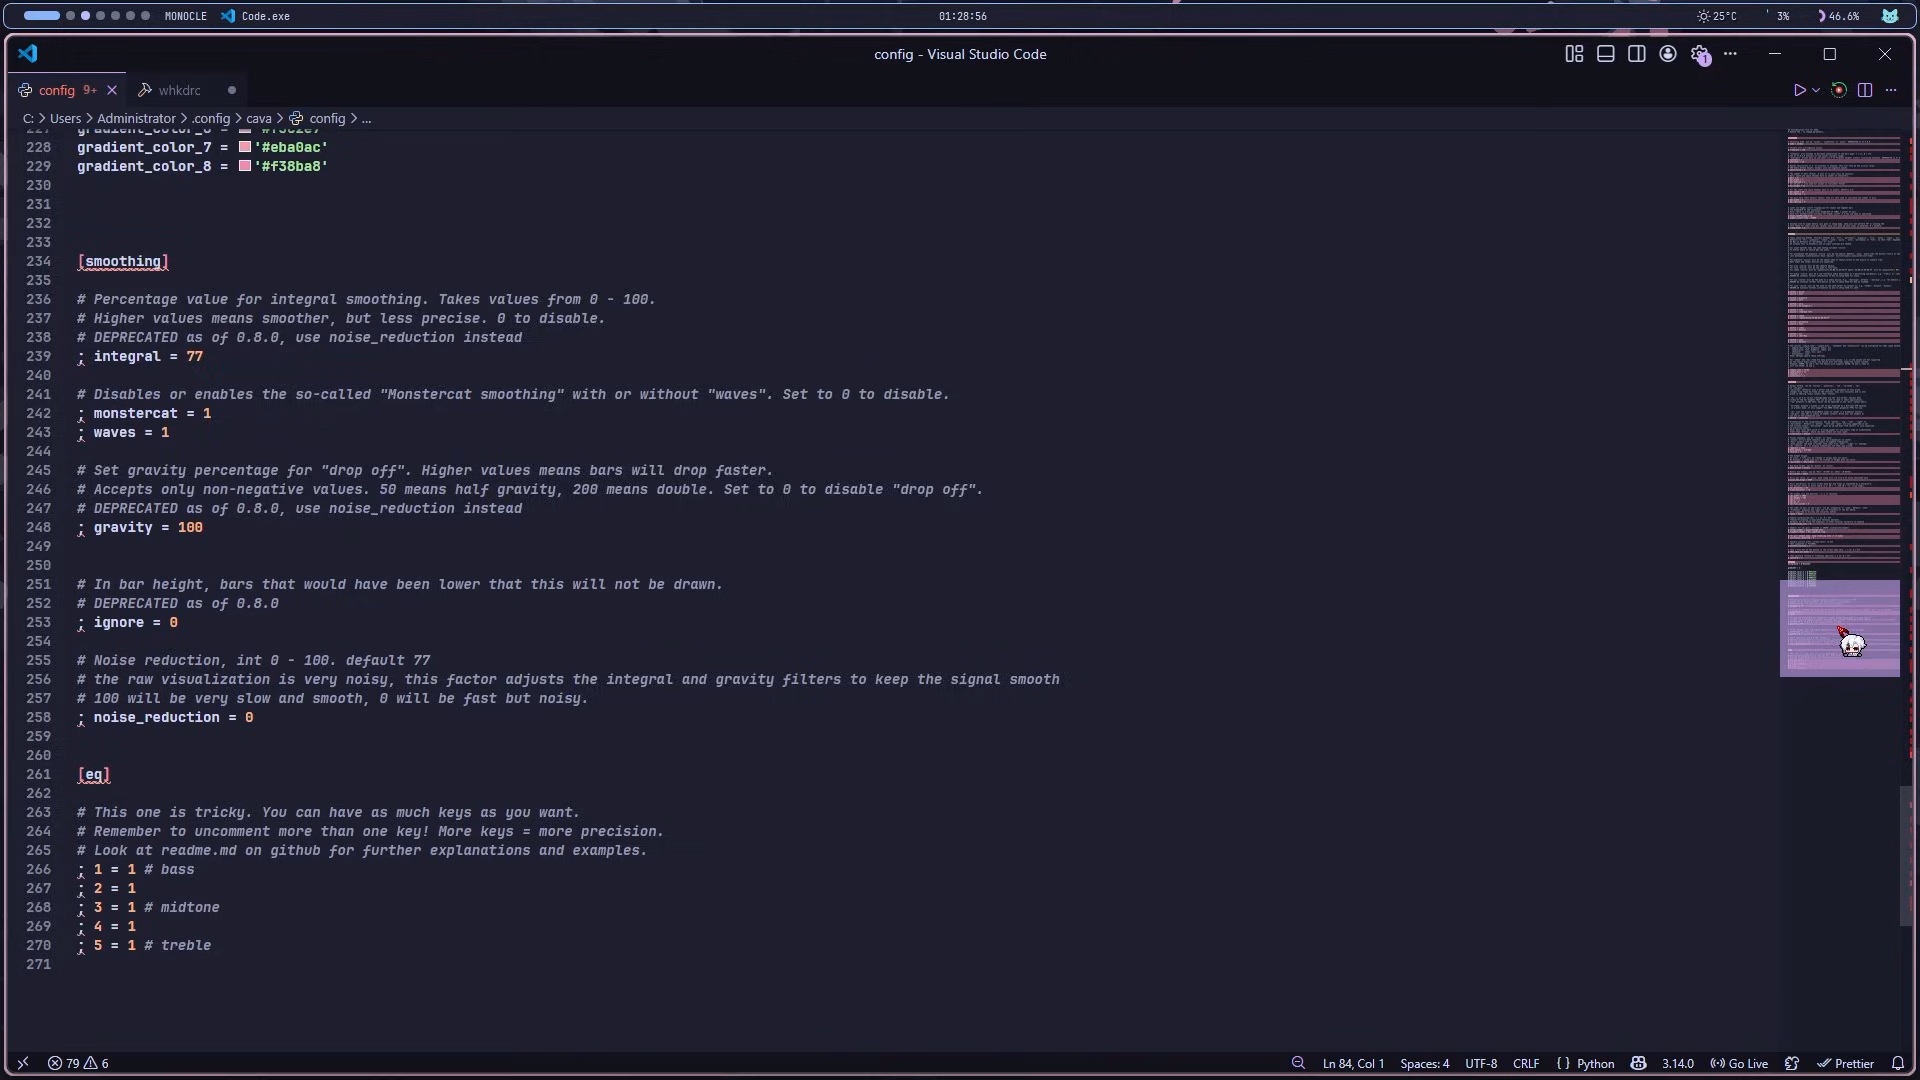 MONOCLE Code.exe
01:28:56
25°C 3% 46.6%
config - Visual Studio Code
1
config 9+ whkdrc
C: > Users > Administrator > .config > cava > config > ...
228 gradient_color_7 = '#eba0ac'
229 gradient_color_8 = '#f38ba8'
230
231
232
233
234 [smoothing]
235
236 # Percentage value for integral smoothing. Takes values from 0 - 100.
237 # Higher values means smoother, but less precise. 0 to disable.
238 # DEPRECATED as of 0.8.0, use noise_reduction instead
239 ; integral = 77
240
241 # Disables or enables the so-called "Monstercat smoothing" with or without "waves". Set to 0 to disable.
242 ; monstercat = 1
243 ; waves = 1
244
245 # Set gravity percentage for "drop off". Higher values means bars will drop faster.
246 # Accepts only non-negative values. 50 means half gravity, 200 means double. Set to 0 to disable "drop off".
247 # DEPRECATED as of 0.8.0, use noise_reduction instead
248 ; gravity = 100
249
250
251 # In bar height, bars that would have been lower that this will not be drawn.
252 # DEPRECATED as of 0.8.0
253 ; ignore = 0
254
255 # Noise reduction, int 0 - 100. default 77
256 # the raw visualization is very noisy, this factor adjusts the integral and gravity filters to keep the signal smooth
257 # 100 will be very slow and smooth, 0 will be fast but noisy.
258 ; noise_reduction = 0
259
260
261 [eq]
262
263 # This one is tricky. You can have as much keys as you want.
264 # Remember to uncomment more than one key! More keys = more precision.
265 # Look at readme.md on github for further explanations and examples.
266 ; 1 = 1 # bass
267 ; 2 = 1
268 ; 3 = 1 # midtone
269 ; 4 = 1
270 ; 5 = 1 # treble
271
79 6 Ln 84, Col 1 Spaces: 4 UTF-8 CRLF { } Python 3.14.0 Go Live Prettier